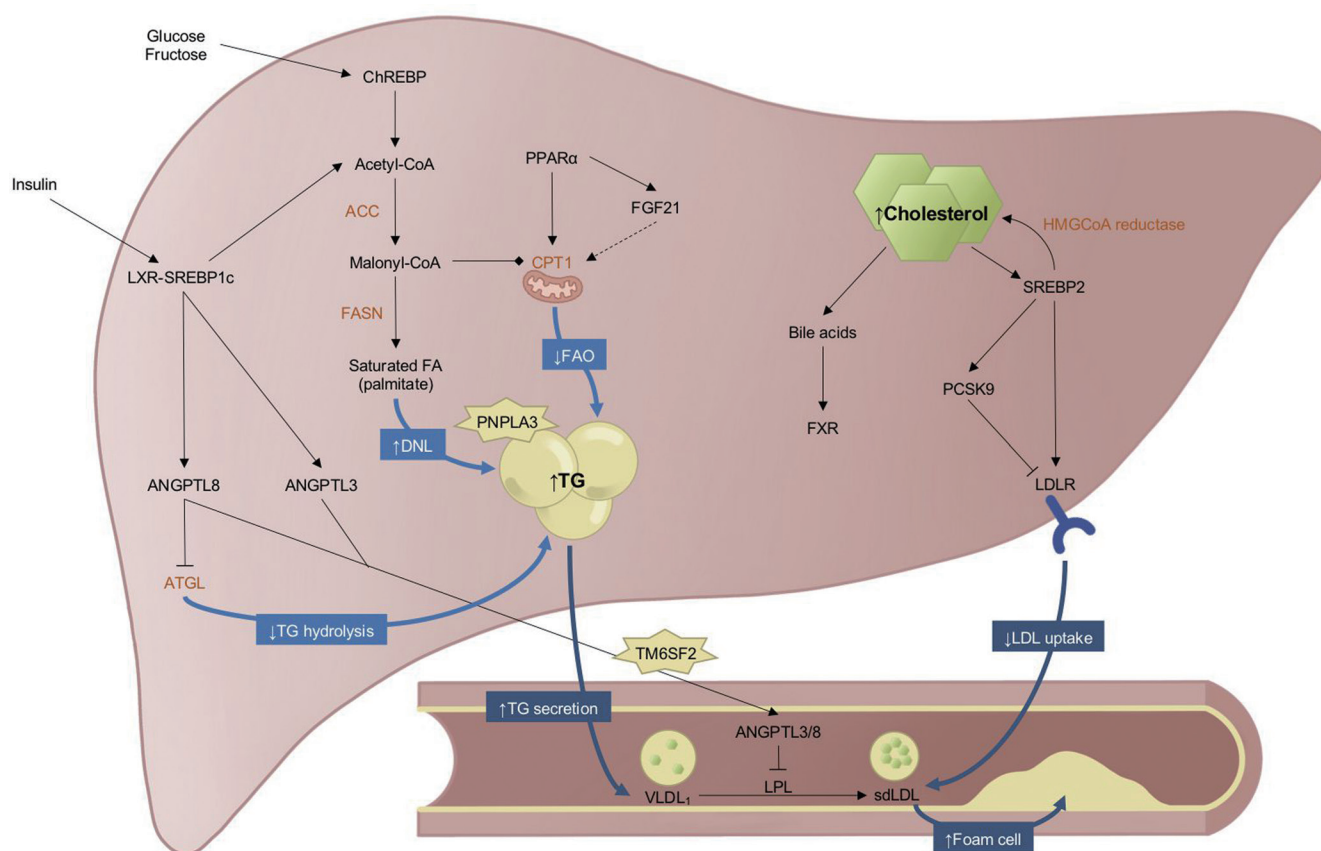 Glucose
Fructose
ChREBP
Acetyl-CoA
PPARα
Insulin
FGF21
↑Cholesterol
HMGCoA reductase
ACC
Malonyl-CoA
CPT1
LXR-SREBP1c
SREBP2
FASN
Bile acids
↓FAO
Saturated FA
(palmitate)
PCSK9
PNPLA3
FXR
↑DNL
↑TG
ANGPTL8
ANGPTL3
LDLR
ATGL
↓TG hydrolysis
TM6SF2
↓LDL uptake
↑TG secretion
ANGPTL3/8
LPL
VLDL₁
sdLDL
↑Foam cell